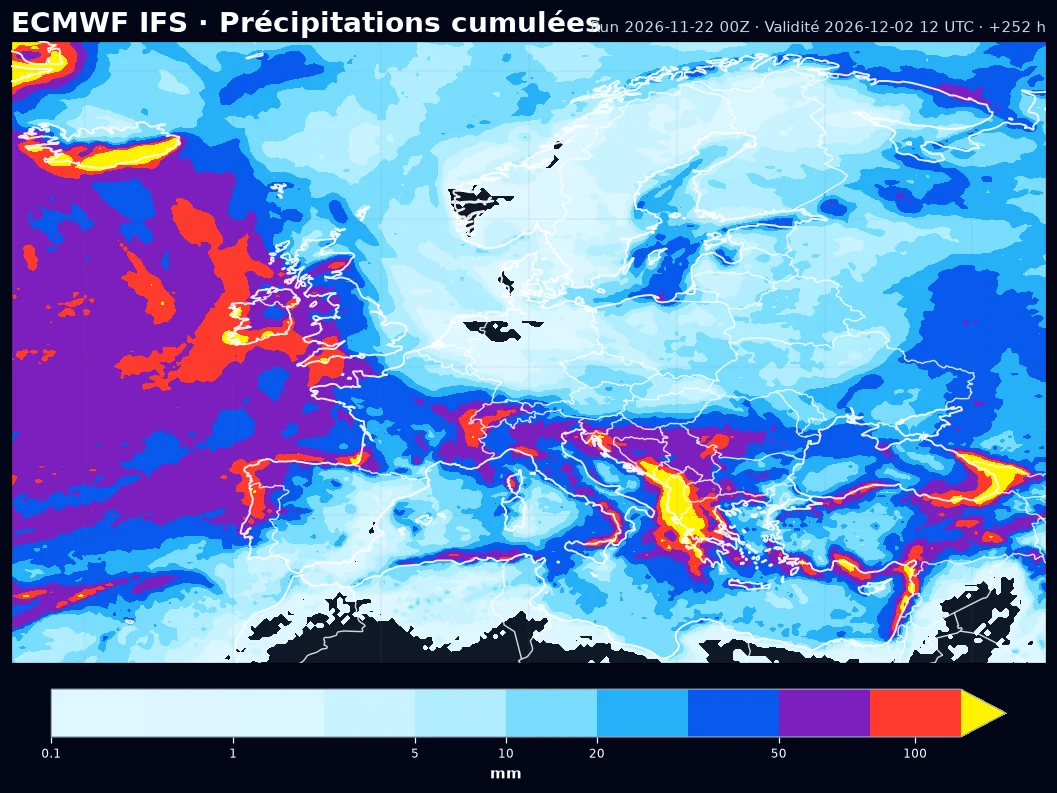 ECMWF IFS · Précipitations cumulées
Run 2026-11-22 00Z · Validité 2026-12-02 12 UTC · +252 h
0.1 1 5 10 20 50 100
mm